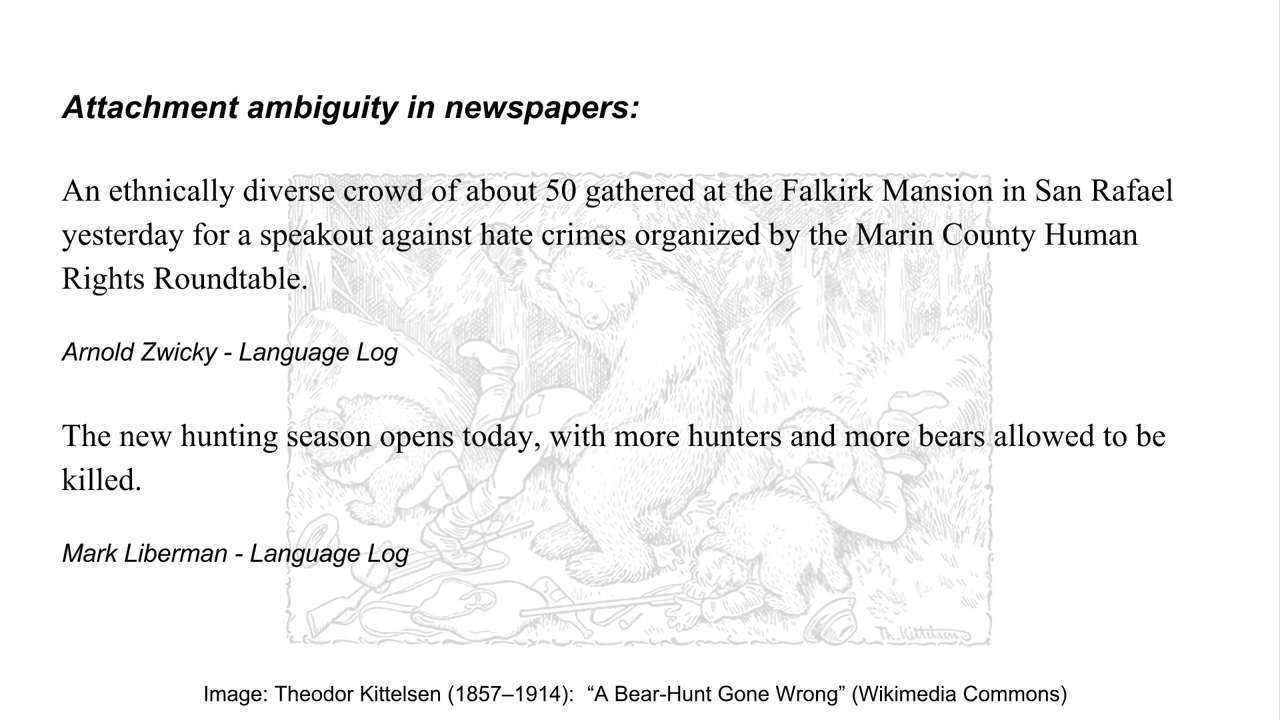 Attachment ambiguity in newspapers:
An ethnically diverse crowd of about 50 gathered at the Falkirk Mansion in San Rafael
yesterday for a speakout against hate crimes organized by the Marin County Human
Rights Roundtable.
Arnold Zwicky - Language Log
The new hunting season opens today, with more hunters and more bears allowed to be
killed.
Mark Liberman - Language Log
Th. Kittelsen
Image: Theodor Kittelsen (1857–1914):  “A Bear-Hunt Gone Wrong” (Wikimedia Commons)